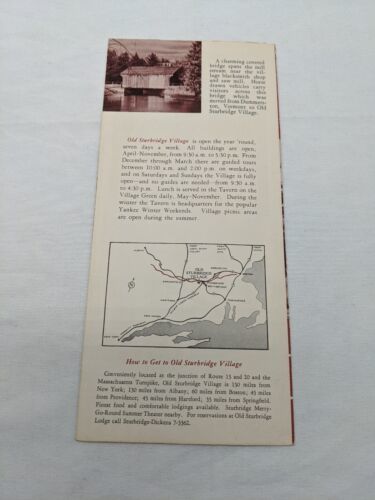 A charming covered
bridge spans the mill
stream near the vil-
lage blacksmith shop
and saw mill. Horse
drawn vehicles carry
visitors across this
bridge which was
moved from Dummers-
ton, Vermont to Old
Sturbridge Village.
Old Sturbridge Village is open the year 'round,
seven days a week. All buildings are open,
April-November, from 9:30 a.m. to 5:30 p.m. From
December through March there are guided tours
between 10:00 a.m. and 2:00 p.m. on weekdays,
and on Saturdays and Sundays the Village is fully
open—and no guides are needed—from 9:30 a.m.
to 4:30 p.m. Lunch is served in the Tavern on the
Village Green daily, May-November. During the
winter the Tavern is headquarters for the popular
Yankee Winter Weekends. Village picnic areas
are open during the summer.
OLD
STURBRIDGE
VILLAGE
How to Get to Old Sturbridge Village
Conveniently located at the junction of Route 15 and 20 and the
Massachusetts Turnpike, Old Sturbridge Village is 150 miles from
New York; 130 miles from Albany; 60 miles from Boston; 45 miles
from Providence; 45 miles from Hartford; 35 miles from Springfield.
Finest food and comfortable lodgings available. Sturbridge Merry-
Go-Round Summer Theater nearby. For reservations at Old Sturbridge
Lodge call Sturbridge-Dickens 7-3362.